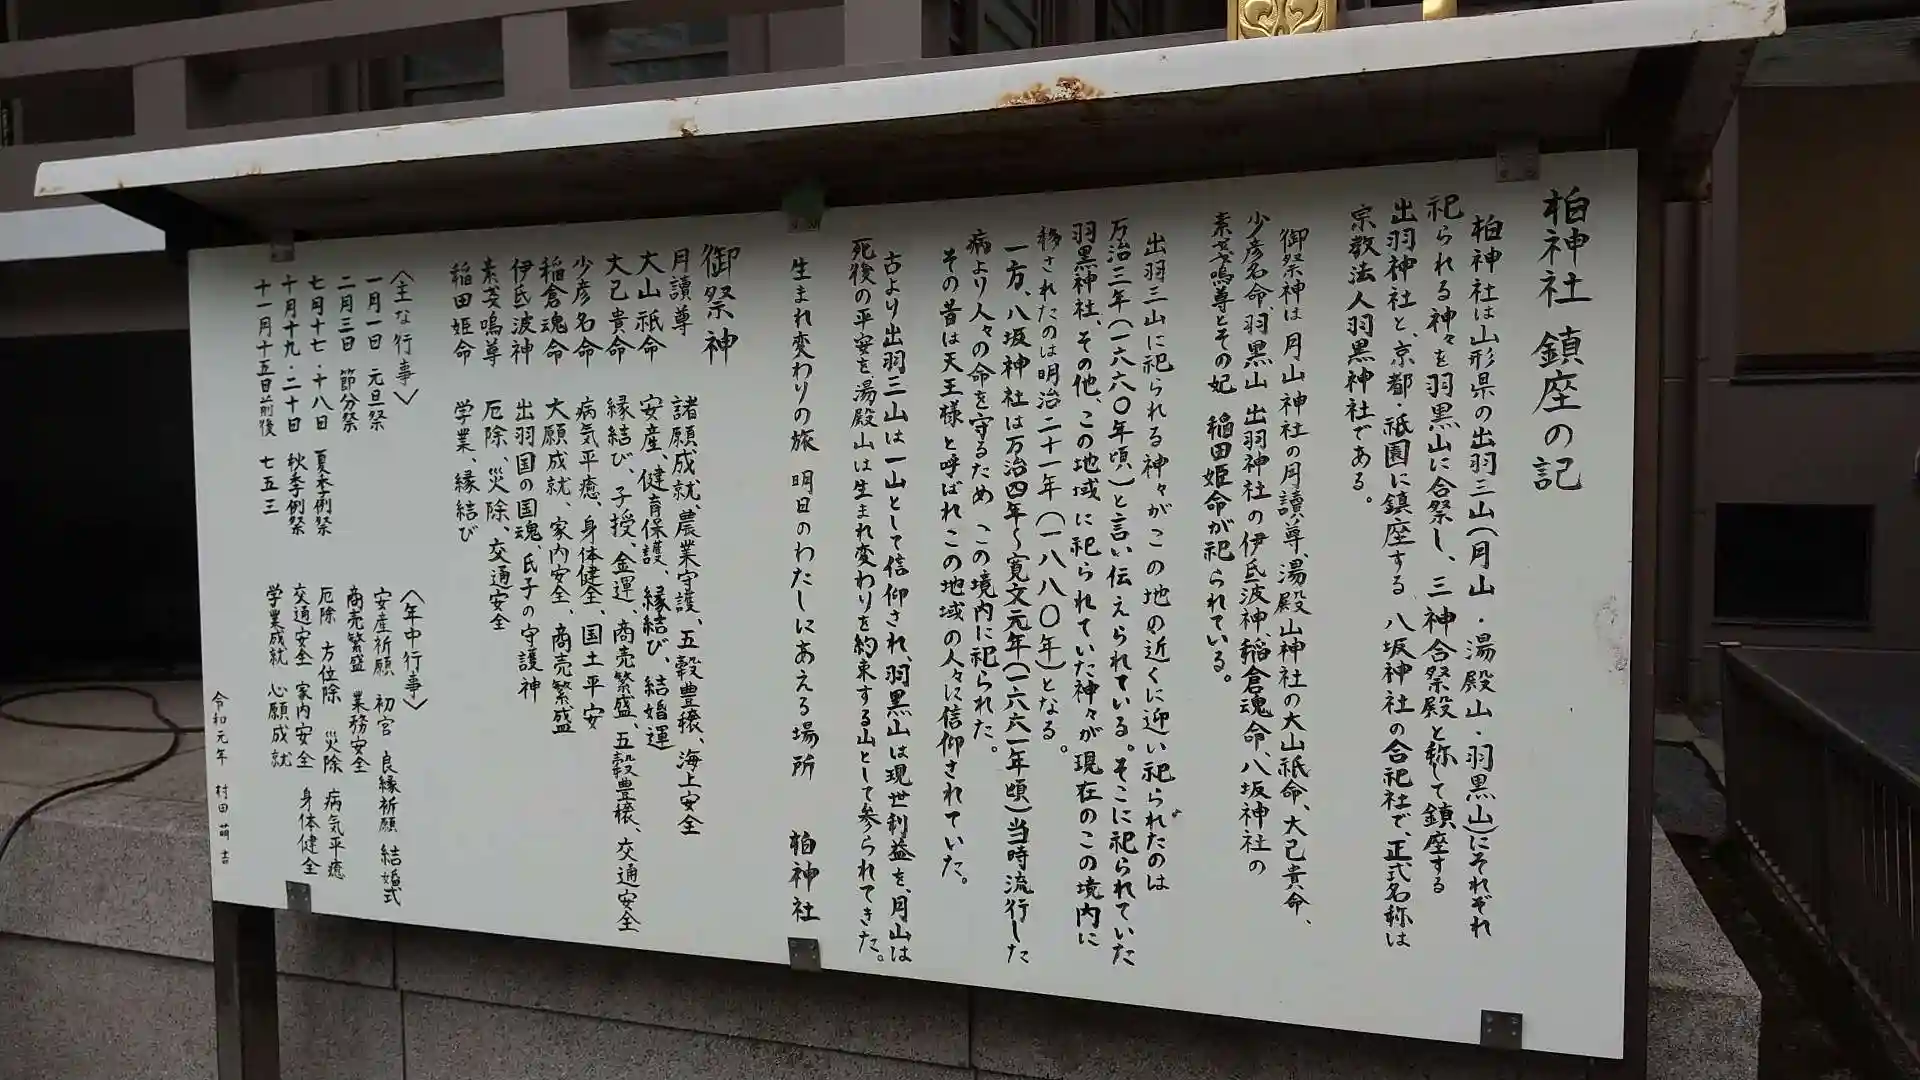 柏神社 鎮座の記
柏神社は山形県の出羽三山(月山・湯殿山・羽黒山)にそれぞれ
祀られる神々を羽黒山に合祭し、三神合祭殿と称して鎮座する
出羽神社と、京都・祇園に鎮座する八坂神社の合祀社で、正式名称は
宗教法人羽黒神社である。
御祭神は月山神社の月讀尊、湯殿山神社の大山祇命、大己貴命、
少彦名命、羽黒山 出羽神社の伊氐波神、稲倉魂命、八坂神社の
素戔嗚尊とその妃 稲田姫命が祀られている。
出羽三山に祀られる神々がこの地の近くに迎い祀られたのは
万治三年(一六六〇年頃)と言い伝えられている。そこに祀られていた
羽黒神社、その他、この地域に祀られていた神々が現在のこの境内に
移されたのは明治二十一年(一八八〇年)となる。
一方、八坂神社は万治四年～寛文元年(一六六一年頃)当時流行した
病より人々の命を守るため この境内に祀られた。
その昔は天王様と呼ばれこの地域の人々に信仰されていた。
古より出羽三山は一山として信仰され、羽黒山は現世利益を、月山は
死後の平安を、湯殿山は生まれ変わりを約束する山として参られてきた。
生まれ変わりの旅 明日のわたしにあえる場所 柏神社
御祭神
月讀尊 諸願成就、農業守護、五穀豊穣、海上安全
大山祇命 安産、健育保護、縁結び、結婚運
大己貴命 縁結び、子授、金運、商売繁盛、五穀豊穣、交通安全
少彦名命 病気平癒、身体健全、国土平安
稲倉魂命 大願成就、家内安全、商売繁盛
伊氐波神 出羽国の国魂、氏子の守護神
素戔嗚尊 厄除、災除、交通安全
稲田姫命 学業、縁結び
〈主な行事〉
一月一日 元旦祭
二月三日 節分祭
七月十七・十八日 夏季例祭
十月十九・二十日 秋季例祭
十一月十五日前後 七五三
〈年中行事〉
安産祈願 初宮 良縁祈願 結婚式
商売繁盛 業務安全
厄除 方位除 災除 病気平癒
交通安全 家内安全 身体健全
学業成就 心願成就
令和元年 村田 萌吉